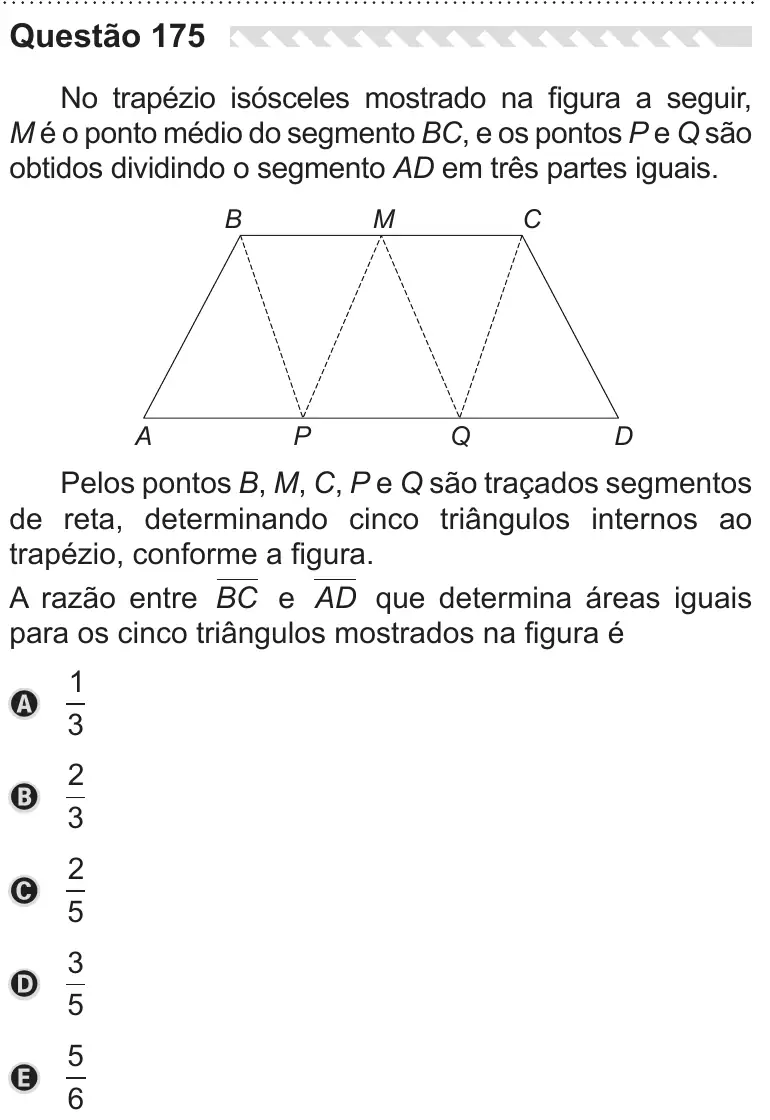 Questão 175
No trapézio isósceles mostrado na figura a seguir,
M é o ponto médio do segmento BC, e os pontos P e Q são
obtidos dividindo o segmento AD em três partes iguais.
B M C
A P Q D
Pelos pontos B, M, C, P e Q são traçados segmentos
de reta, determinando cinco triângulos internos ao
trapézio, conforme a figura.
A razão entre BC e AD que determina áreas iguais
para os cinco triângulos mostrados na figura é
A 1/3
B 2/3
C 2/5
D 3/5
E 5/6